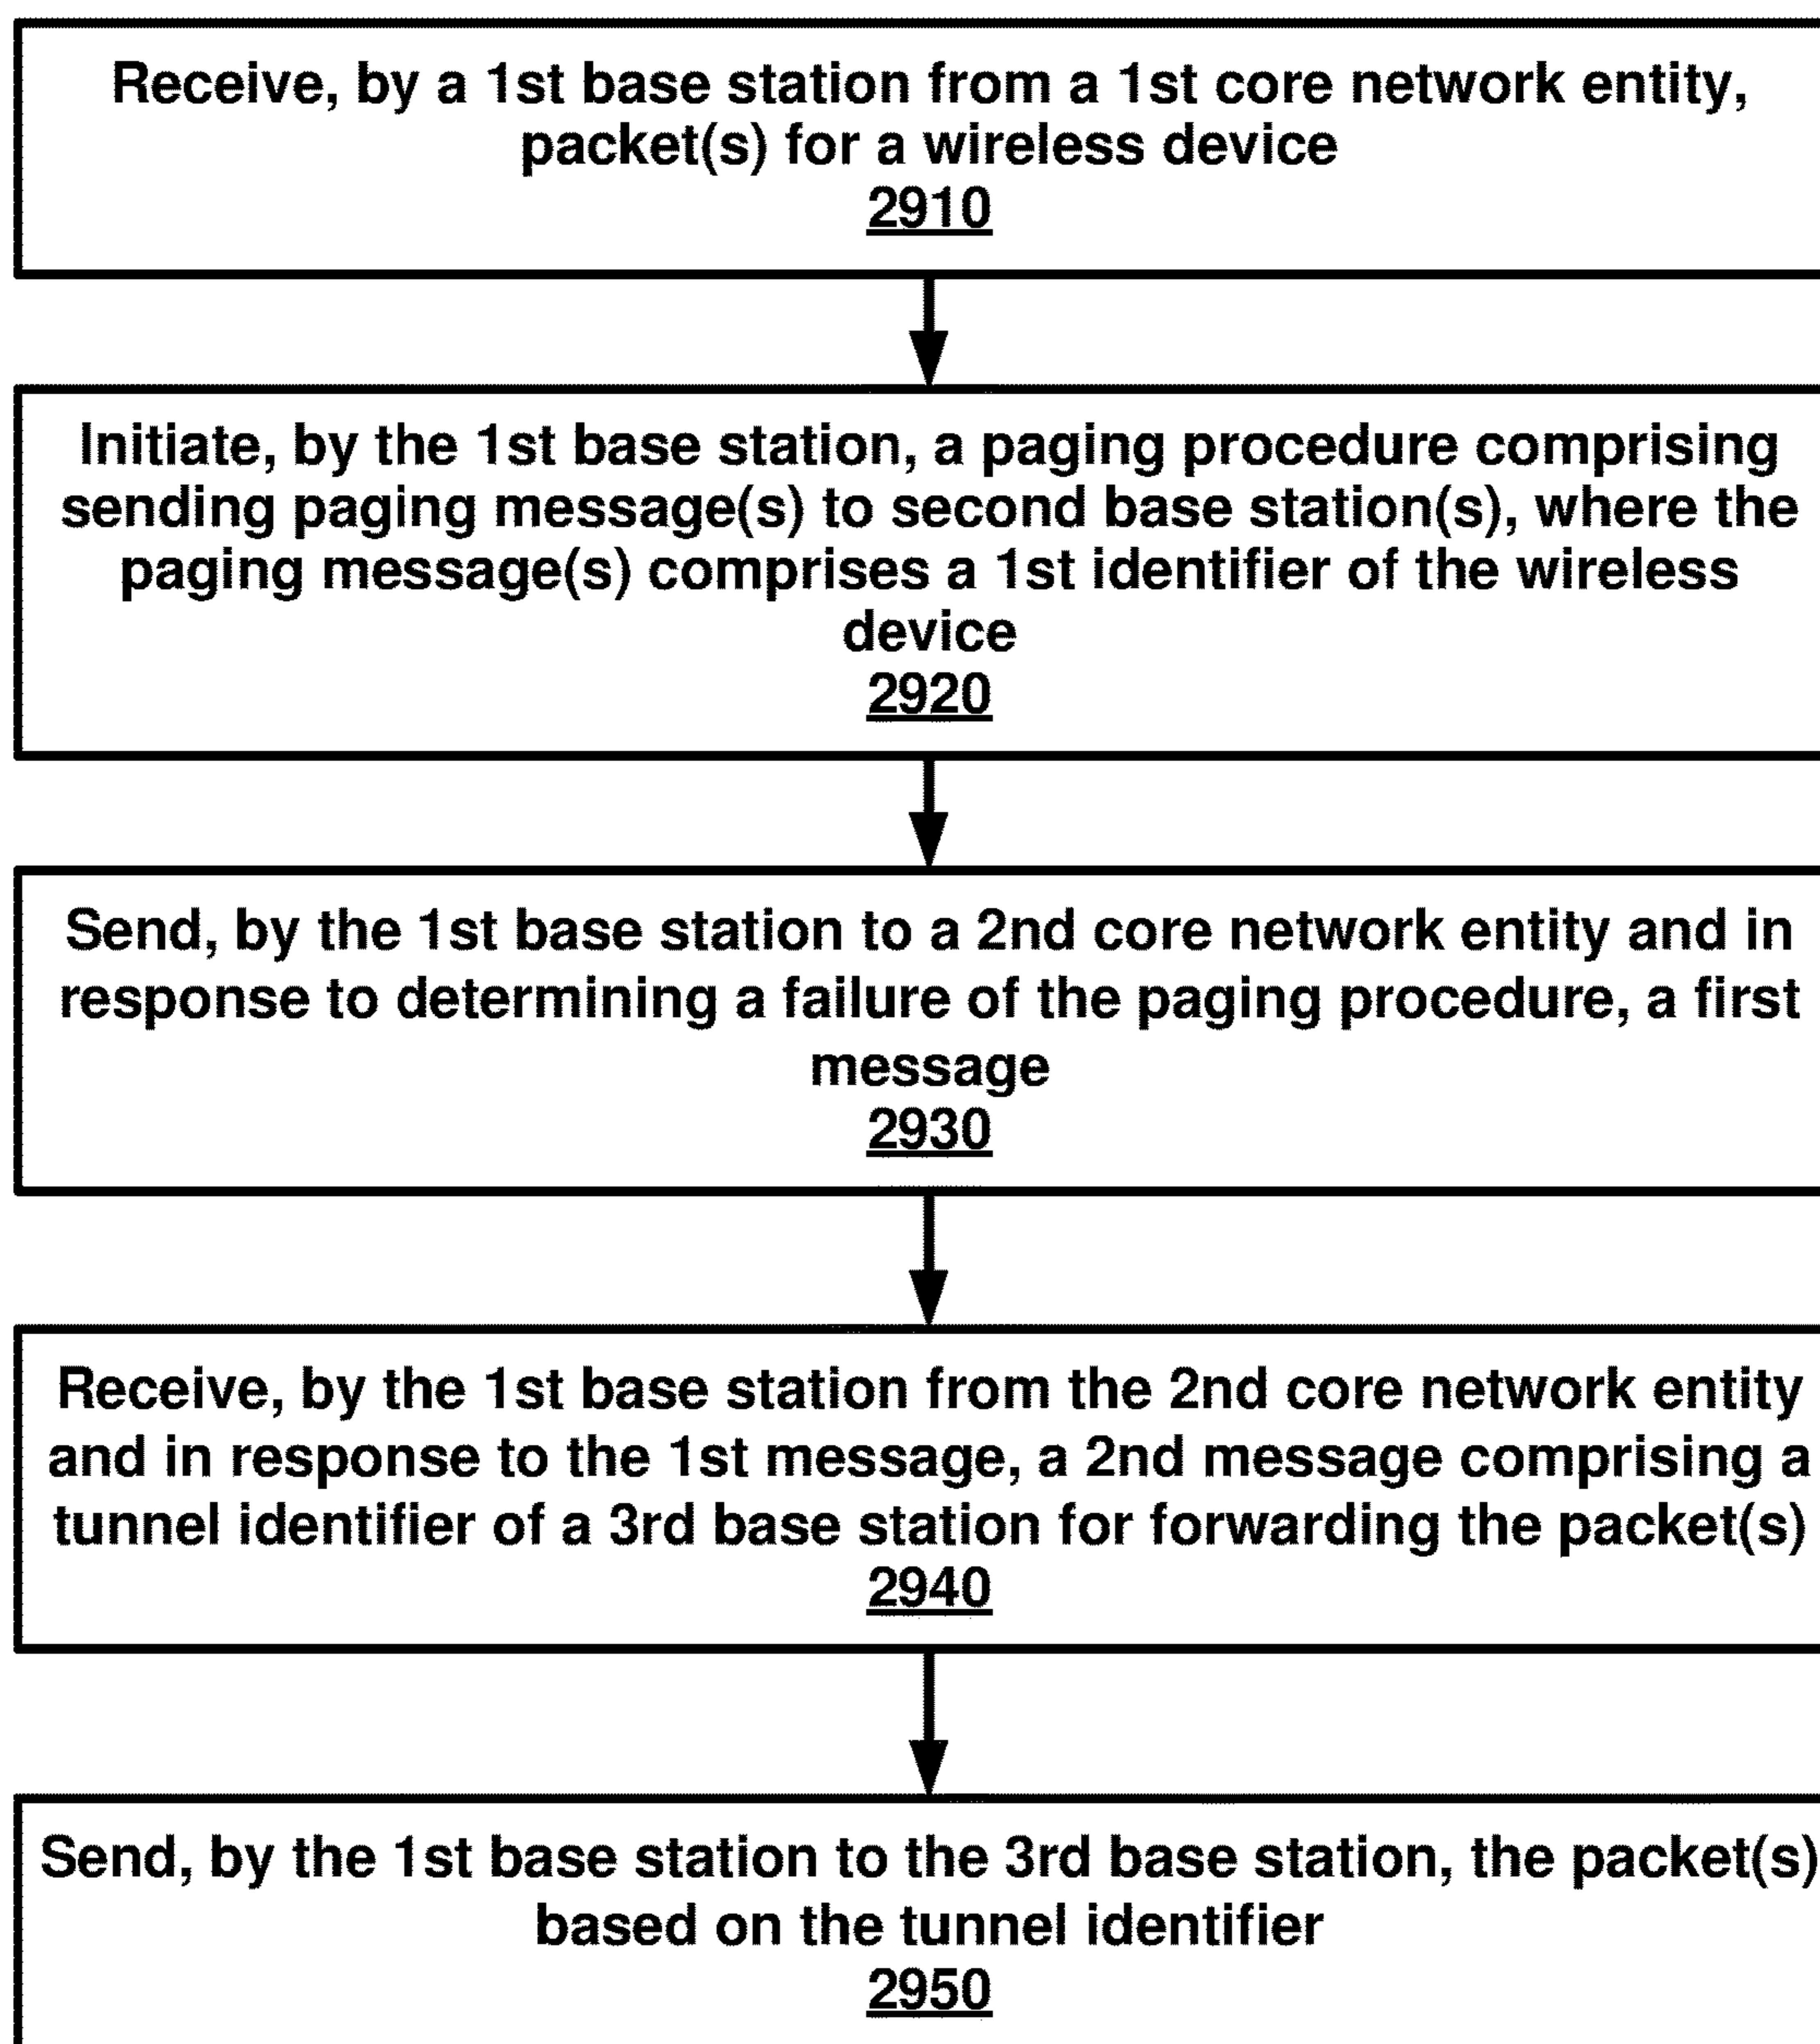 Receive, by a 1st base station from a 1st core network entity,
packet(s) for a wireless device
2910
Initiate, by the 1st base station, a paging procedure comprising
sending paging message(s) to second base station(s), where the
paging message(s) comprises a 1st identifier of the wireless
device
2920
Send, by the 1st base station to a 2nd core network entity and in
response to determining a failure of the paging procedure, a first
message
2930
Receive, by the 1st base station from the 2nd core network entity
and in response to the 1st message, a 2nd message comprising a
tunnel identifier of a 3rd base station for forwarding the packet(s)
2940
Send, by the 1st base station to the 3rd base station, the packet(s)
based on the tunnel identifier
2950